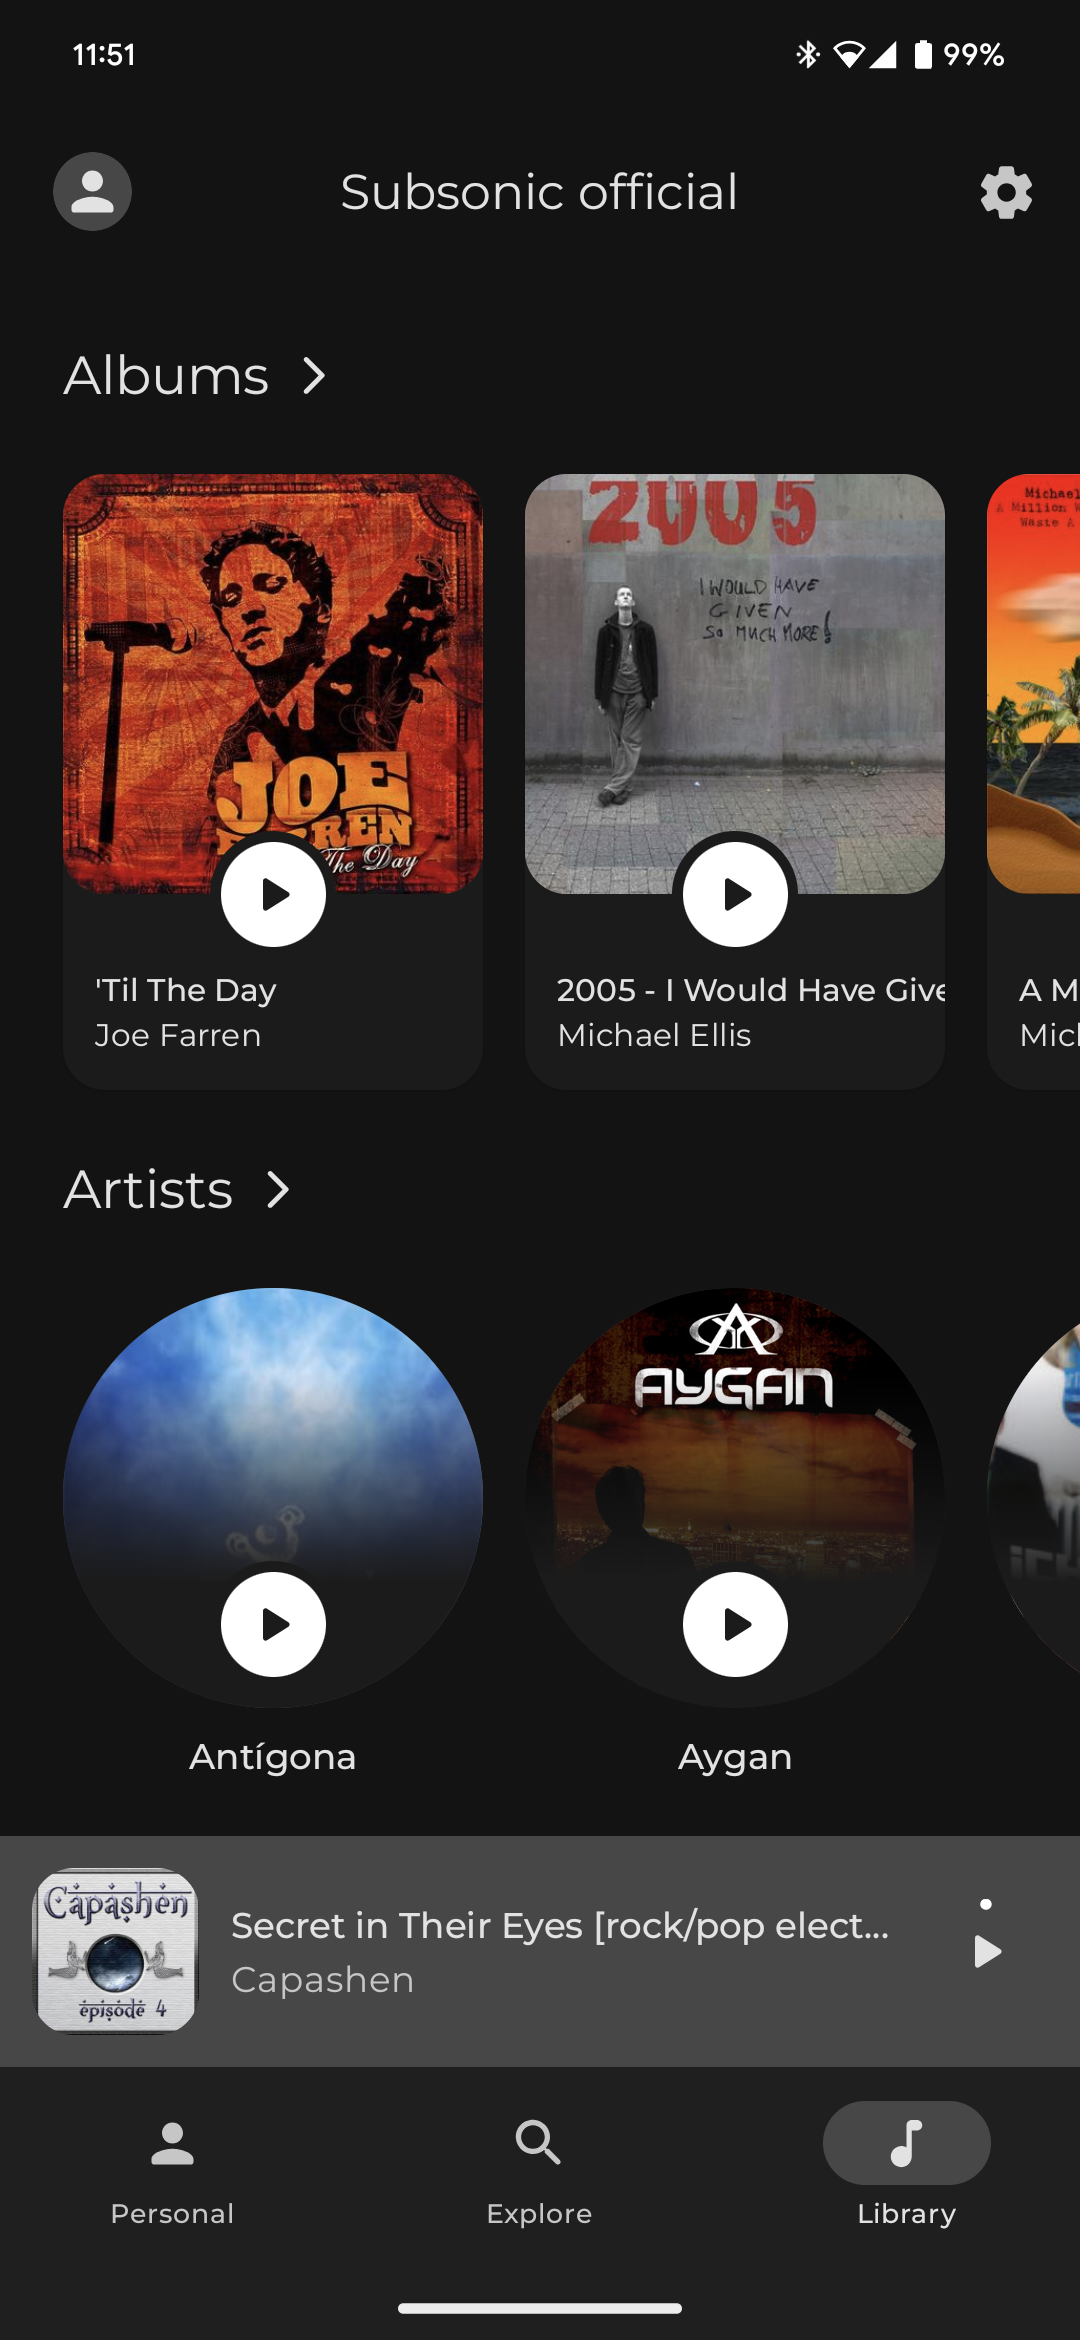 11:51
99%
Subsonic official
Albums
JOE
The Day
2005
I WOULD HAVE
GIVEN
SO MUCH MORE!
Michael
A Million
Waste A
'Til The Day
Joe Farren
2005 - I Would Have Give
Michael Ellis
A M
Mic
Artists
AYGAN
Antígona
Aygan
Capashen
episode 4
Secret in Their Eyes [rock/pop elect...
Capashen
Personal
Explore
Library